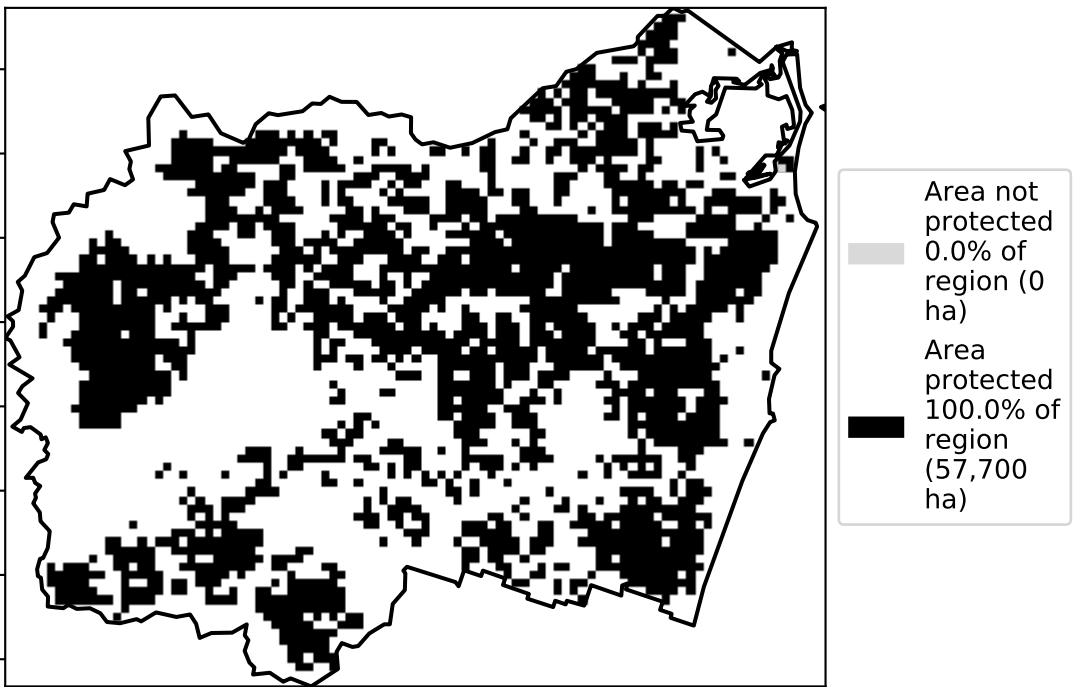 Area not
protected
0.0% of
region (0
ha)
Area
protected
100.0% of
region
(57,700
ha)